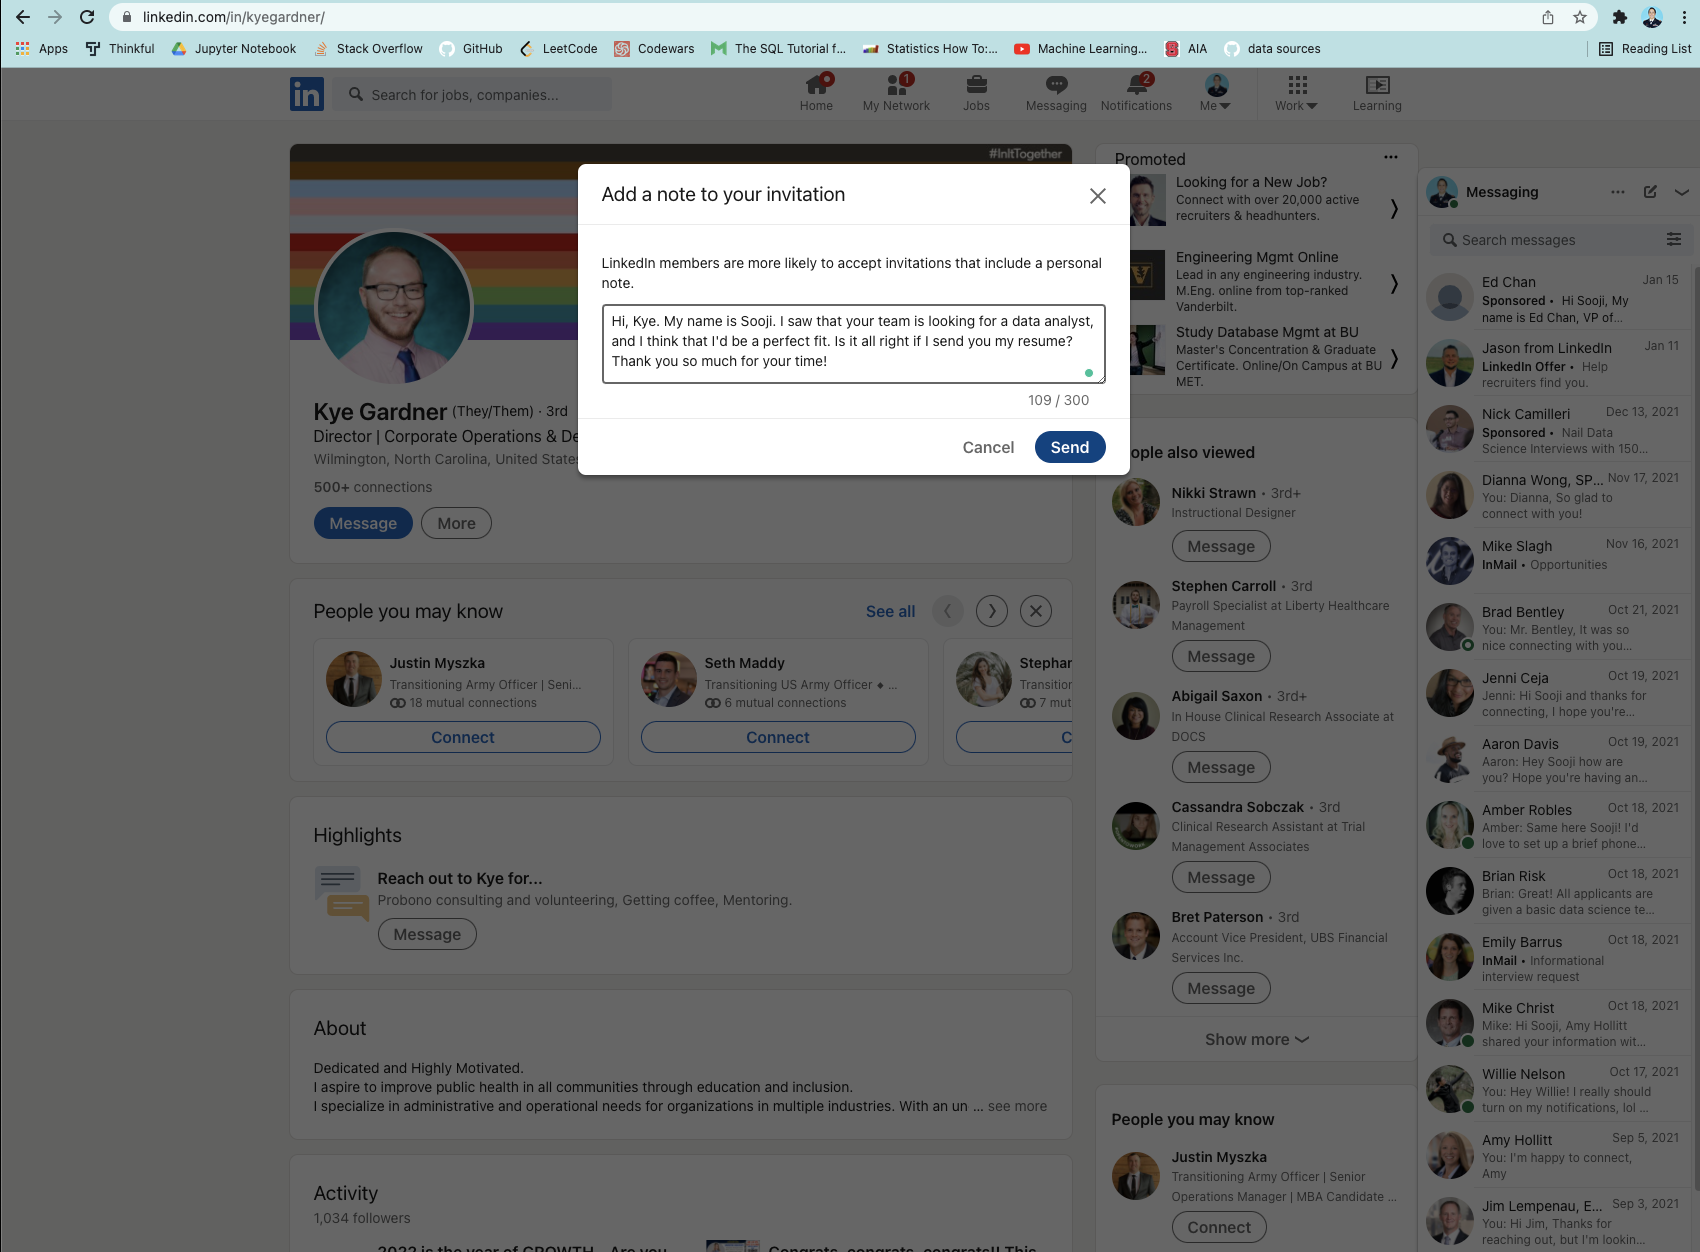 linkedin.com/in/kyegardner/
Apps Thinkful Jupyter Notebook Stack Overflow GitHub LeetCode Codewars The SQL Tutorial f... Statistics How To:... Machine Learning... AIA data sources Reading List
in Search for jobs, companies...
Home My Network 1 Jobs Messaging Notifications 2 Me Work Learning
#InItTogether
Add a note to your invitation
LinkedIn members are more likely to accept invitations that include a personal
note.
Hi, Kye. My name is Sooji. I saw that your team is looking for a data analyst,
and I think that I'd be a perfect fit. Is it all right if I send you my resume?
Thank you so much for your time!
109 / 300
Cancel Send
Kye Gardner (They/Them) · 3rd
Director | Corporate Operations & De
Wilmington, North Carolina, United States
500+ connections
Message More
People you may know See all
Justin Myszka
Transitioning Army Officer | Seni...
18 mutual connections
Connect
Seth Maddy
Transitioning US Army Officer ⬥ ...
6 mutual connections
Connect
Stephan
Transition
7 mut
C
Highlights
Reach out to Kye for...
Probono consulting and volunteering, Getting coffee, Mentoring.
Message
About
Dedicated and Highly Motivated.
I aspire to improve public health in all communities through education and inclusion.
I specialize in administrative and operational needs for organizations in multiple industries. With an un ... see more
Activity
1,034 followers
2022 is the year of GROWTH Are you
Congrats, congrats, congrats!! This
Promoted
Looking for a New Job?
Connect with over 20,000 active
recruiters & headhunters.
Engineering Mgmt Online
Lead in any engineering industry.
M.Eng. online from top-ranked
Vanderbilt.
Study Database Mgmt at BU
Master's Concentration & Graduate
Certificate. Online/On Campus at BU
MET.
ople also viewed
Nikki Strawn • 3rd+
Instructional Designer
Message
Stephen Carroll • 3rd
Payroll Specialist at Liberty Healthcare
Management
Message
Abigail Saxon • 3rd+
In House Clinical Research Associate at
DOCS
Message
Cassandra Sobczak • 3rd
Clinical Research Assistant at Trial
Management Associates
Message
Bret Paterson • 3rd
Account Vice President, UBS Financial
Services Inc.
Message
Show more
People you may know
Justin Myszka
Transitioning Army Officer | Senior
Operations Manager | MBA Candidate ...
Connect
Messaging
Search messages
Ed Chan Jan 15
Sponsored • Hi Sooji, My
name is Ed Chan, VP of...
Jason from LinkedIn Jan 11
LinkedIn Offer • Help
recruiters find you.
Nick Camilleri Dec 13, 2021
Sponsored • Nail Data
Science Interviews with 150...
Dianna Wong, SP... Nov 17, 2021
You: Dianna, So glad to
connect with you!
Mike Slagh Nov 16, 2021
InMail • Opportunities
Brad Bentley Oct 21, 2021
You: Mr. Bentley, It was so
nice connecting with you...
Jenni Ceja Oct 19, 2021
Jenni: Hi Sooji and thanks for
connecting, I hope you're...
Aaron Davis Oct 19, 2021
Aaron: Hey Sooji how are
you? Hope you're having an...
Amber Robles Oct 18, 2021
Amber: Same here Sooji! I'd
love to set up a brief phone...
Brian Risk Oct 18, 2021
Brian: Great! All applicants are
given a basic data science te...
Emily Barrus Oct 18, 2021
InMail • Informational
interview request
Mike Christ Oct 18, 2021
Mike: Hi Sooji, Amy Hollitt
shared your information wit...
Willie Nelson Oct 17, 2021
You: Hey Willie! I really should
turn on my notifications, lol ...
Amy Hollitt Sep 5, 2021
You: I'm happy to connect,
Amy
Jim Lempenau, E... Sep 3, 2021
You: Hi Jim, Thanks for
reaching out, but I'm lookin...